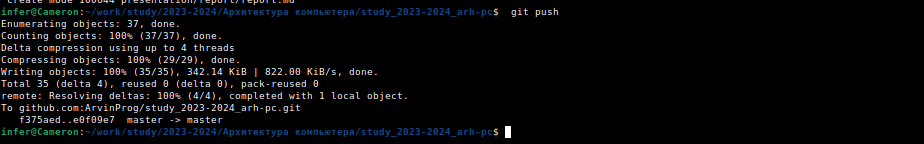 create mode 100644 presentation/report/report.md
infer@Cameron:~/work/study/2023-2024/Архитектура компьютера/study_2023-2024_arh-pc$  git push
Enumerating objects: 37, done.
Counting objects: 100% (37/37), done.
Delta compression using up to 4 threads
Compressing objects: 100% (29/29), done.
Writing objects: 100% (35/35), 342.14 KiB | 822.00 KiB/s, done.
Total 35 (delta 4), reused 0 (delta 0), pack-reused 0
remote: Resolving deltas: 100% (4/4), completed with 1 local object.
To github.com:ArvinProg/study_2023-2024_arh-pc.git
   f375aed..e0f09e7  master -> master
infer@Cameron:~/work/study/2023-2024/Архитектура компьютера/study_2023-2024_arh-pc$